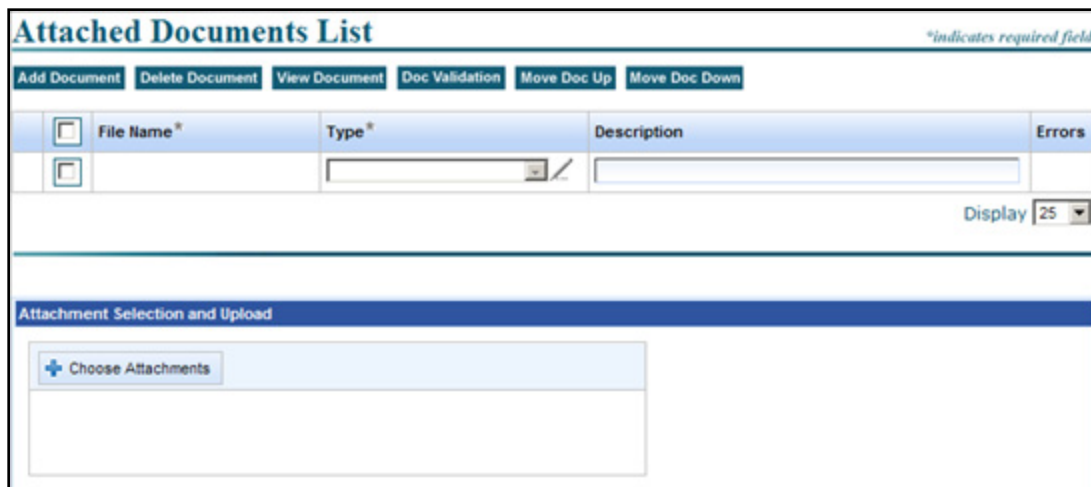 Attached Documents List
*indicates required field
Add Document Delete Document View Document Doc Validation Move Doc Up Move Doc Down
File Name* Type* Description Errors
Display 25
Attachment Selection and Upload
Choose Attachments